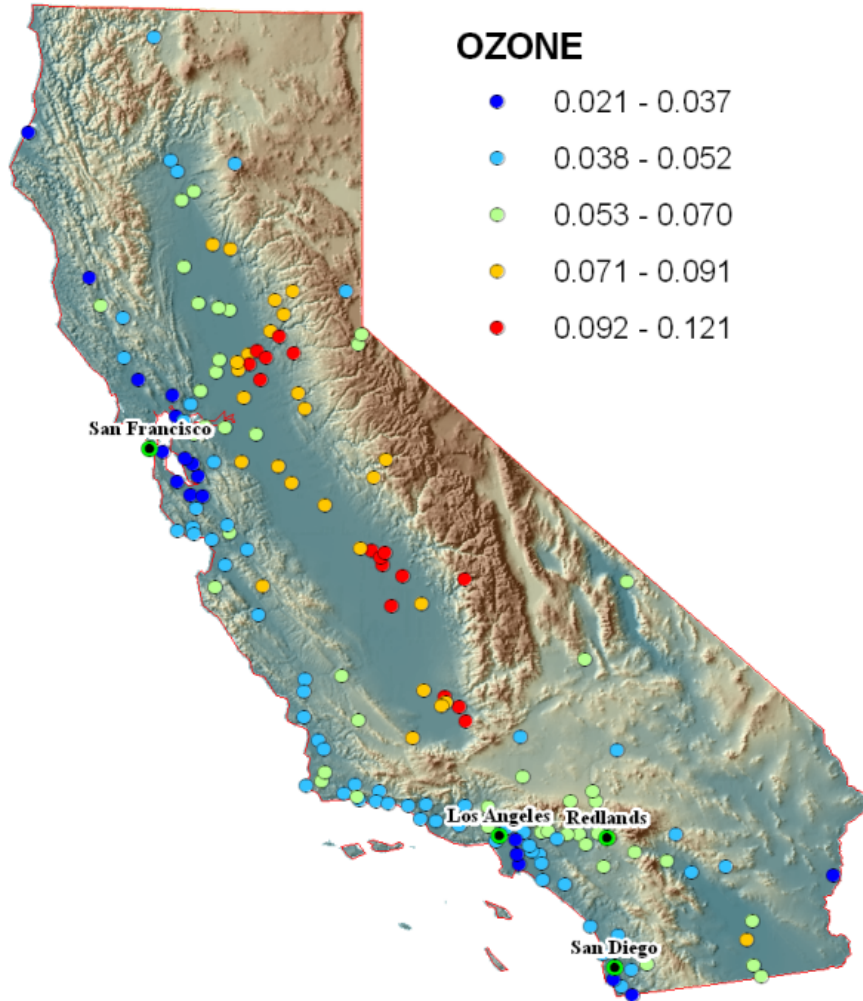 OZONE
0.021 - 0.037
0.038 - 0.052
0.053 - 0.070
0.071 - 0.091
0.092 - 0.121
San Francisco
Los Angeles
Redlands
San Diego